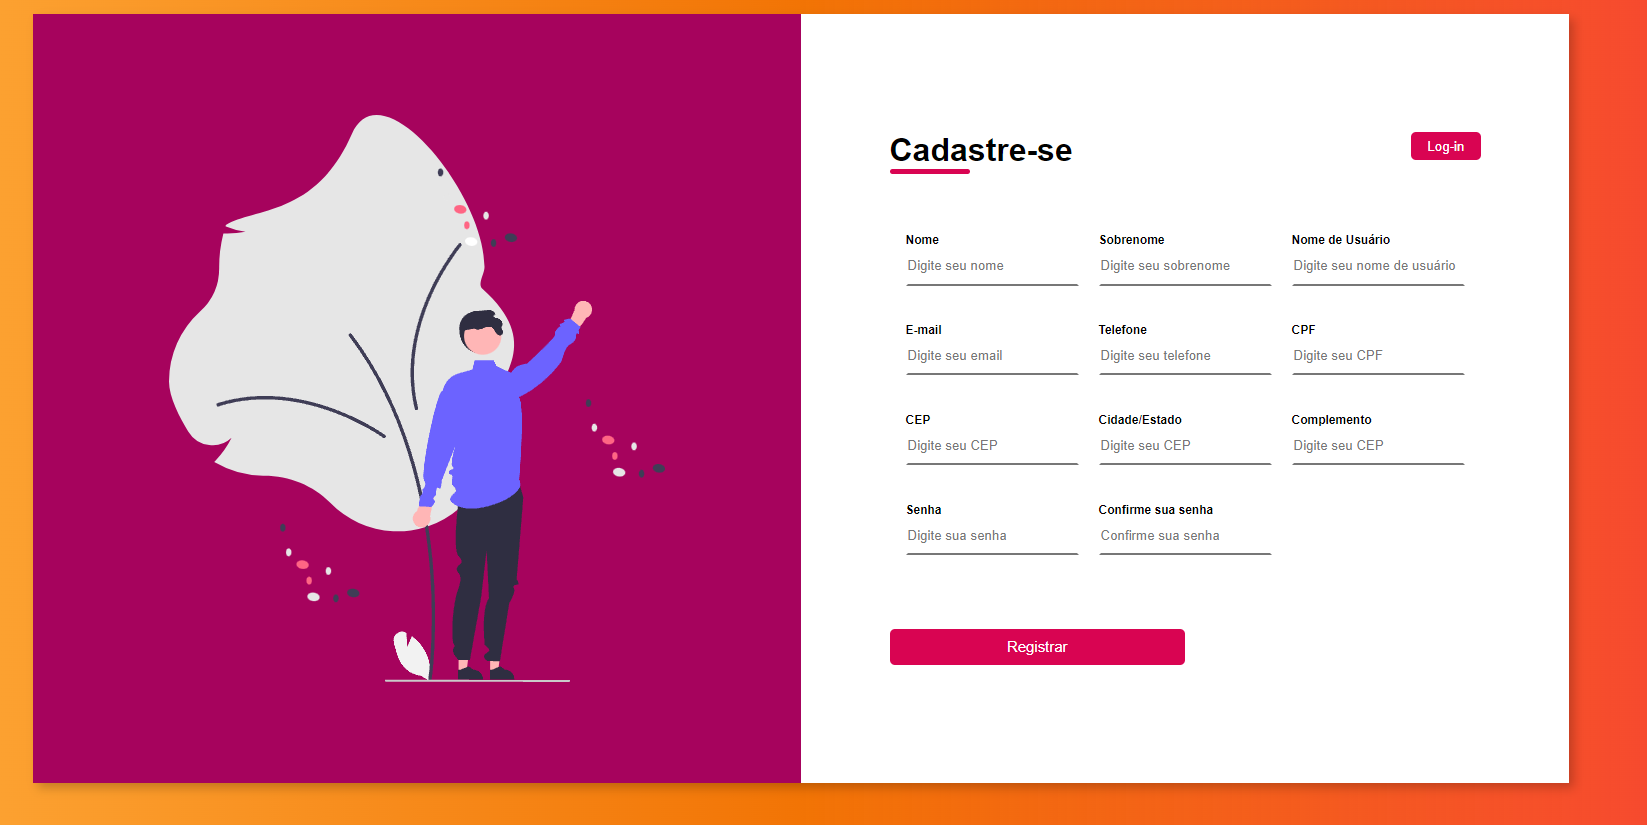 Cadastre-se
Log-in
Nome
Sobrenome
Nome de Usuário
Digite seu nome
Digite seu sobrenome
Digite seu nome de usuário
E-mail
Telefone
CPF
Digite seu email
Digite seu telefone
Digite seu CPF
CEP
Cidade/Estado
Complemento
Digite seu CEP
Digite seu CEP
Digite seu CEP
Senha
Confirme sua senha
Digite sua senha
Confirme sua senha
Registrar